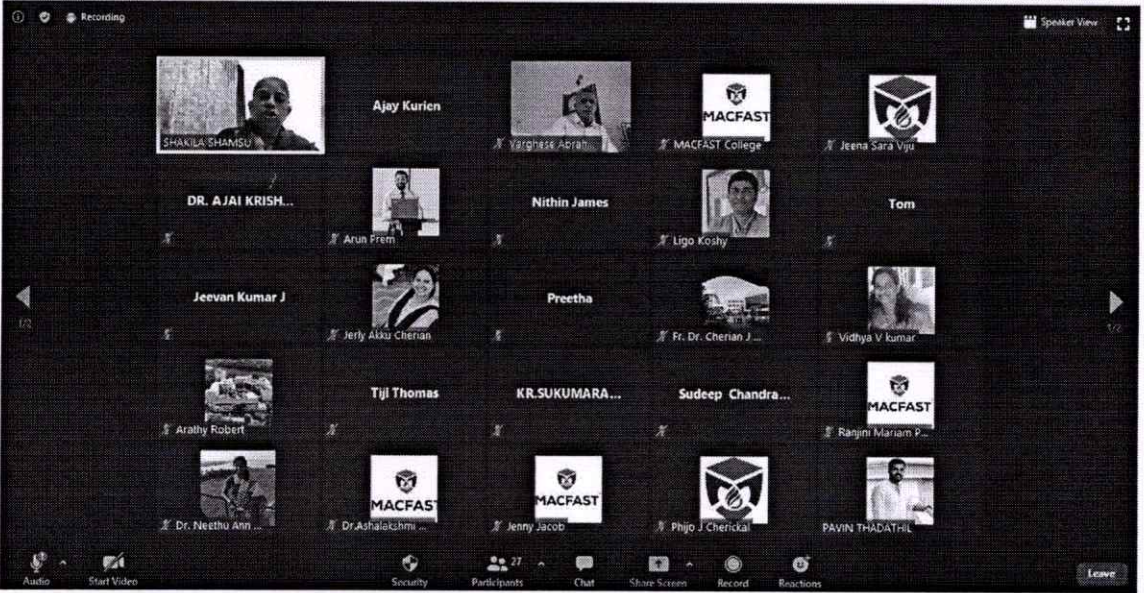 Recording
Speaker View
SHAKILA SHAMSU
Ajay Kurien
Varghese Abrah
MACFAST
MACFAST College
Jeena Sara Viju
DR. AJAI KRISH...
Arun Prem
Nithin James
Ligo Koshy
Tom
Jeevan Kumar J
Jerly Akku Cherian
Preetha
Fr. Dr. Cherian J ...
Vidhya V kumar
1/2
1/2
Arathy Robert
Tiji Thomas
KR.SUKUMARA...
Sudeep Chandra...
MACFAST
Ranjini Mariam P...
Dr. Neethu Ann ...
MACFAST
Dr.Ashalakshmi ...
MACFAST
Jenny Jacob
Phijo J Cherickal
PAVIN THADATHIL
Audio
Start Video
Security
Participants
27
Chat
Share Screen
Record
Reactions
Leave